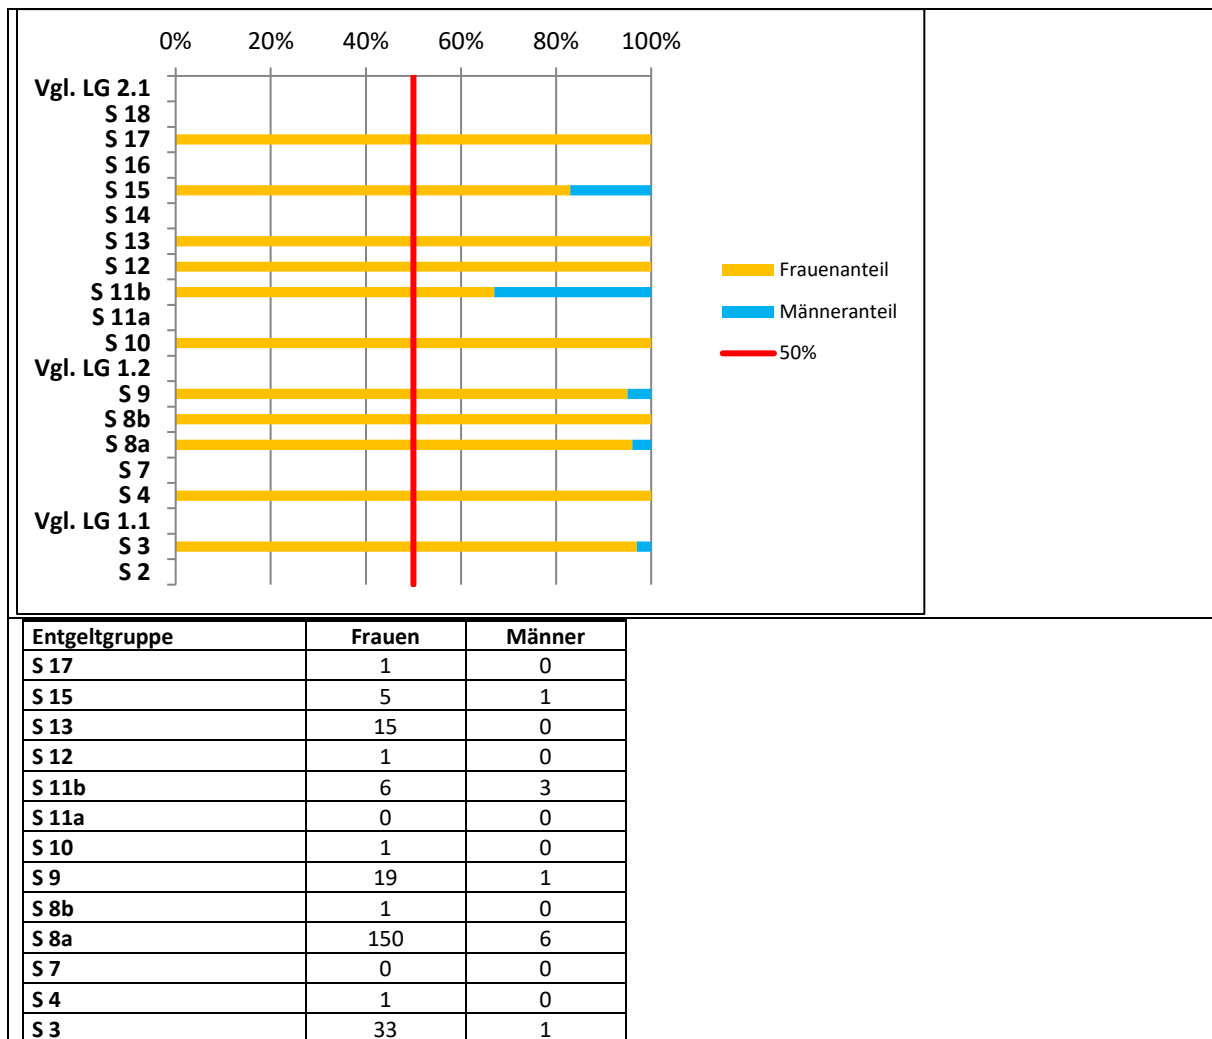 0% 20% 40% 60% 80% 100%
Vgl. LG 2.1
S 18
S 17
S 16
S 15
S 14
S 13
S 12
S 11b
S 11a
S 10
Vgl. LG 1.2
S 9
S 8b
S 8a
S 7
S 4
Vgl. LG 1.1
S 3
S 2
Frauenanteil
Männeranteil
50%
Entgeltgruppe Frauen Männer
S 17 1 0
S 15 5 1
S 13 15 0
S 12 1 0
S 11b 6 3
S 11a 0 0
S 10 1 0
S 9 19 1
S 8b 1 0
S 8a 150 6
S 7 0 0
S 4 1 0
S 3 33 1